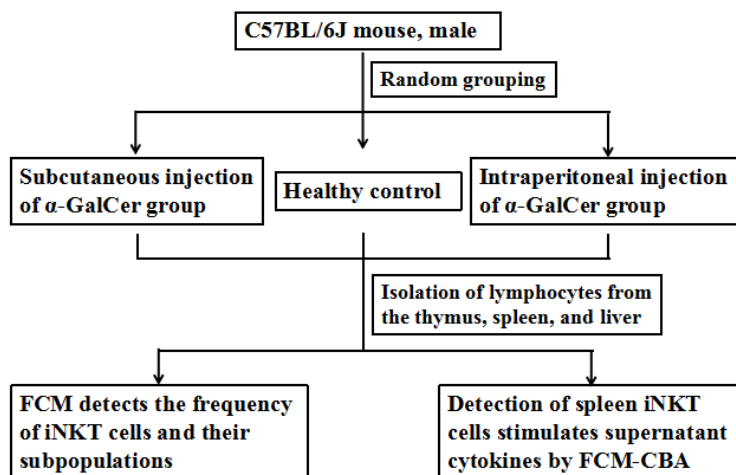 C57BL/6J mouse, male
Random grouping
Subcutaneous injection
of α-GalCer group
Healthy control
Intraperitoneal injection
of α-GalCer group
Isolation of lymphocytes from
the thymus, spleen, and liver
FCM detects the frequency
of iNKT cells and their
subpopulations
Detection of spleen iNKT
cells stimulates supernatant
cytokines by FCM-CBA